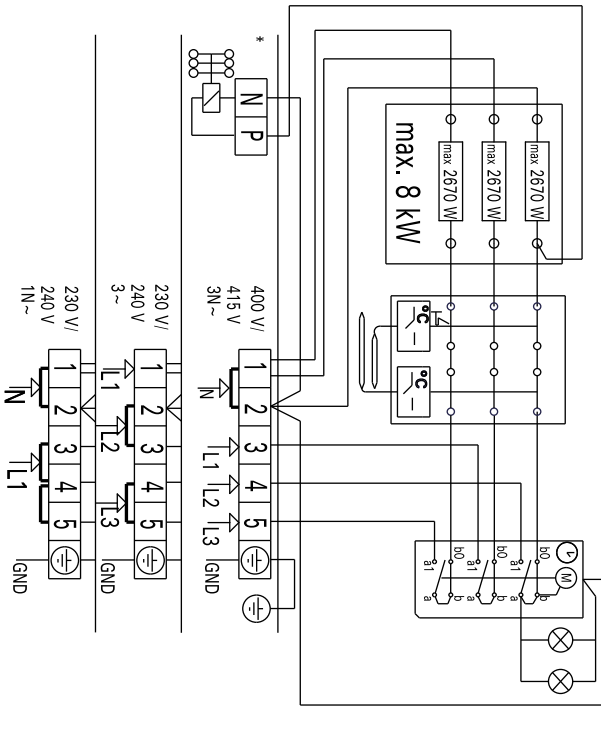 *
N
P
max. 8 kW
max 2670 W
max 2670 W
max 2670 W
°C
°C
400 V/
415 V
3N~
1
2
3
4
5
N
L1
L2
L3
GND
230 V/
240 V
3~
1
2
3
4
5
L1
L2
L3
GND
230 V/
240 V
1N~
1
2
3
4
5
N
L1
GND
1
M
b0
a1
b0
a1
b0
a1
b
a
b
a
b
a